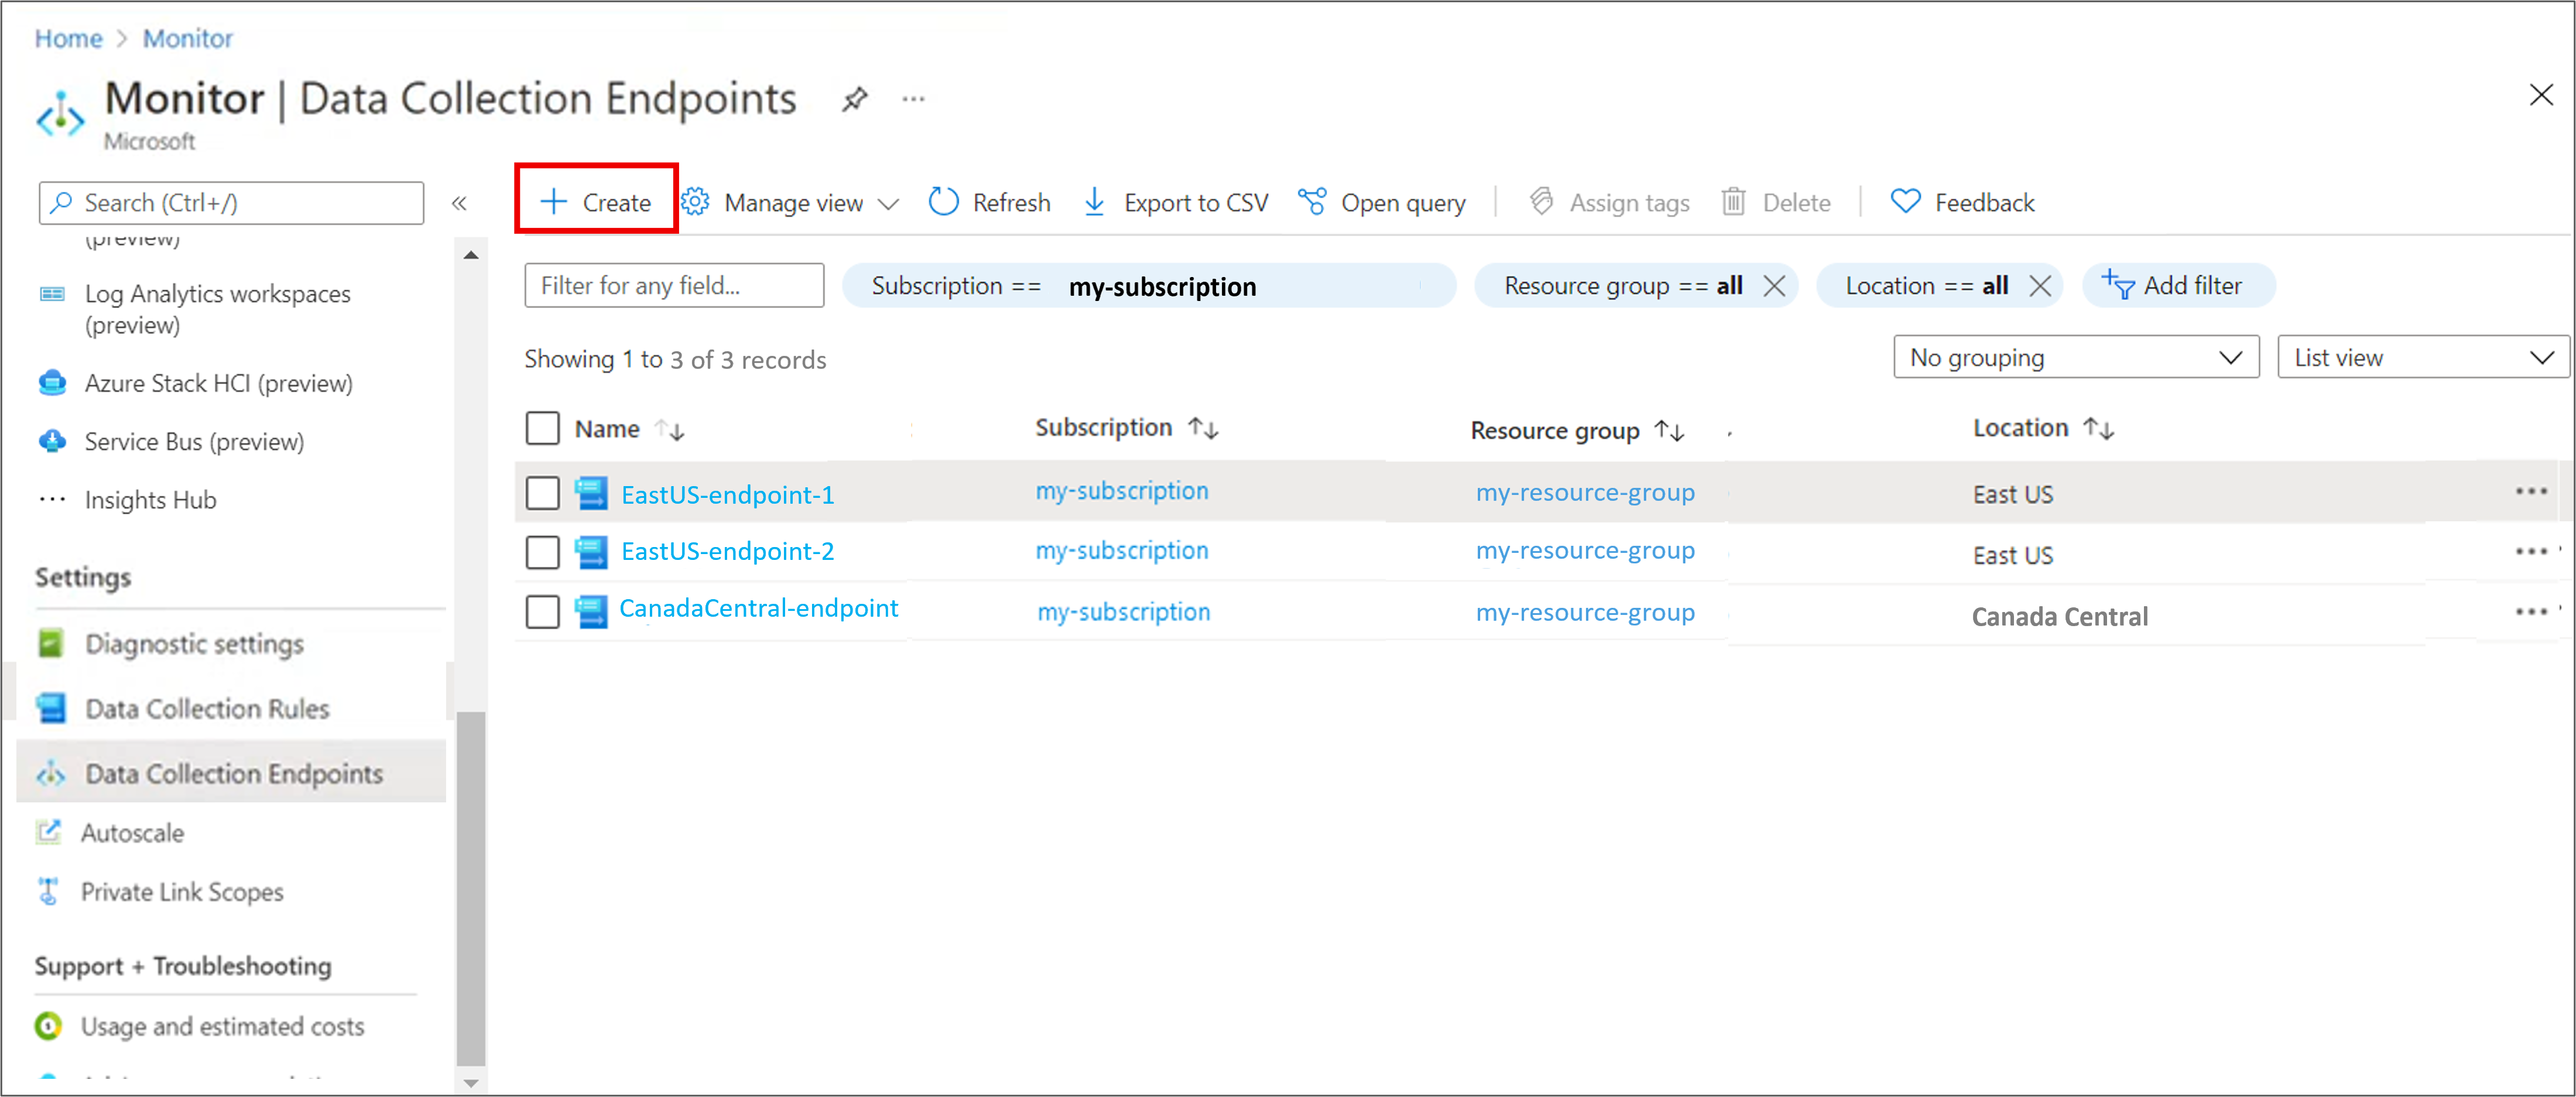 Home > Monitor
Monitor | Data Collection Endpoints ...
Microsoft
Search (Ctrl+/) «
Create Manage view Refresh Export to CSV Open query Assign tags Delete Feedback
(preview)
Log Analytics workspaces
(preview)
Azure Stack HCI (preview)
Service Bus (preview)
Insights Hub
Settings
Diagnostic settings
Data Collection Rules
Data Collection Endpoints
Autoscale
Private Link Scopes
Support + Troubleshooting
Usage and estimated costs
Filter for any field... Subscription == my-subscription Resource group == all Location == all Add filter
Showing 1 to 3 of 3 records No grouping List view
Name Subscription Resource group Location
EastUS-endpoint-1 my-subscription my-resource-group East US
EastUS-endpoint-2 my-subscription my-resource-group East US
CanadaCentral-endpoint my-subscription my-resource-group Canada Central